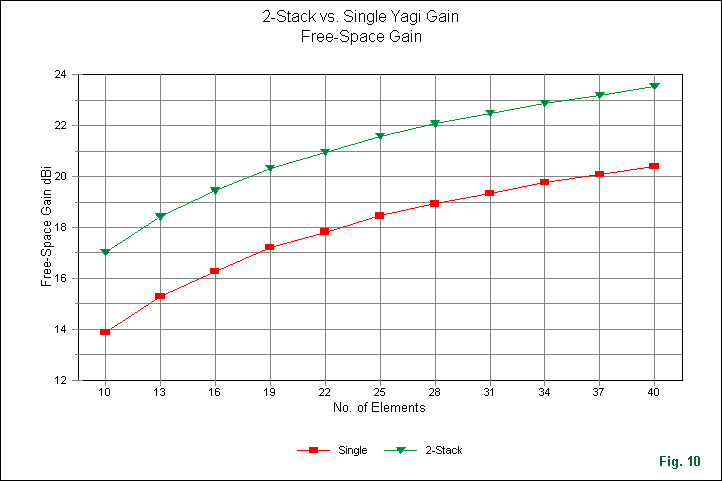 2-Stack vs. Single Yagi Gain
Free-Space Gain
Free-Space Gain dBi
24
22
20
18
16
14
12
10 13 16 19 22 25 28 31 34 37 40
No. of Elements
Single 2-Stack
Fig. 10